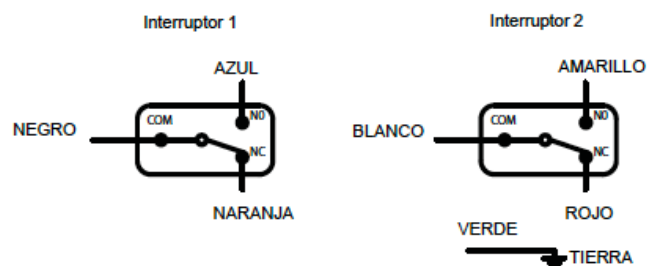 Interruptor 1
Interruptor 2
AZUL
AMARILLO
COM
NO
COM
NO
NEGRO
BLANCO
NC
NC
NARANJA
ROJO
VERDE
TIERRA